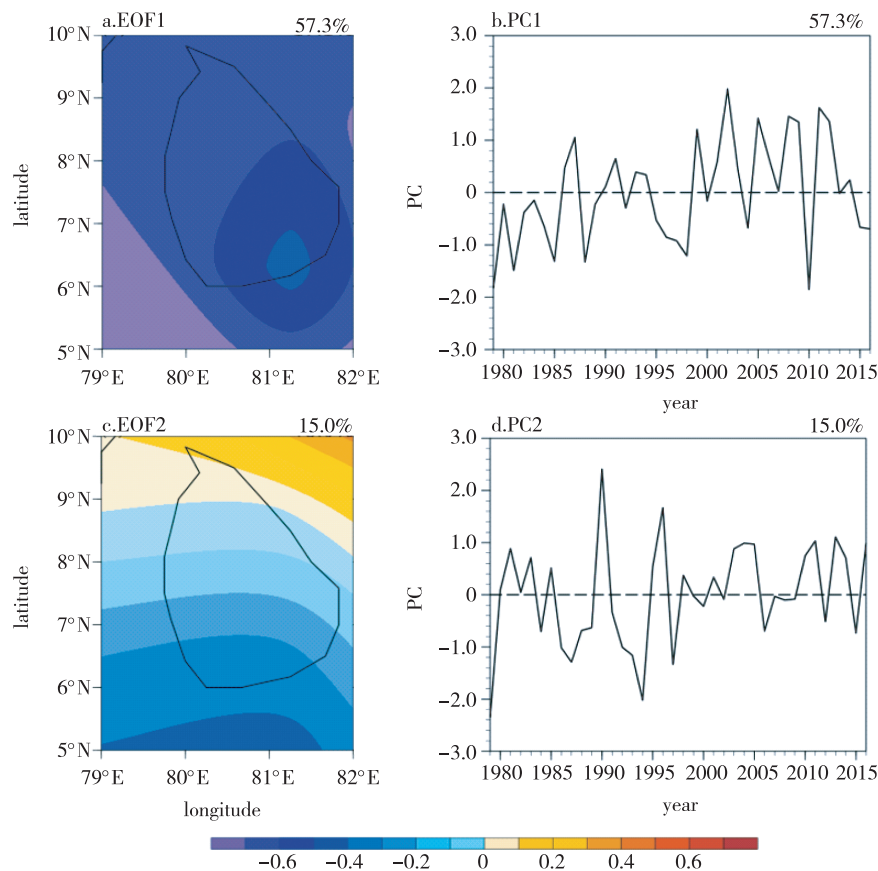 a.EOF1 57.3%
10°N
9°N
8°N
7°N
6°N
5°N
latitude
79°E 80°E 81°E 82°E
b.PC1 57.3%
3.0
2.0
1.0
0
−1.0
−2.0
−3.0
PC
1980 1985 1990 1995 2000 2005 2010 2015
year
c.EOF2 15.0%
10°N
9°N
8°N
7°N
6°N
5°N
latitude
79°E 80°E 81°E 82°E
longitude
d.PC2 15.0%
3.0
2.0
1.0
0
−1.0
−2.0
−3.0
PC
1980 1985 1990 1995 2000 2005 2010 2015
year
−0.6 −0.4 −0.2 0 0.2 0.4 0.6